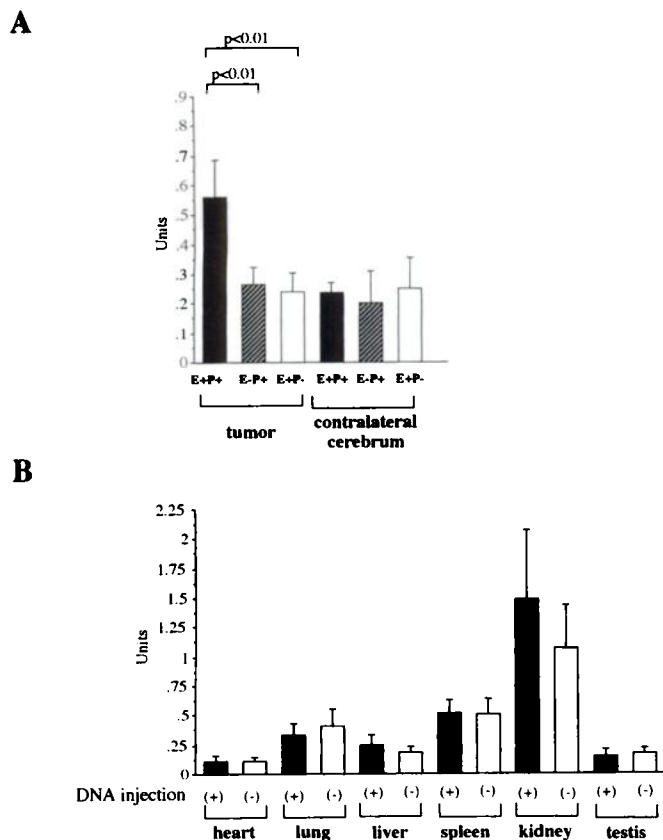 A
p<0.01
p<0.01
.9
.8
.7
.6
.5
.4
.3
.2
.1
0
Units
E+P+ E-P+ E+P- E+P+ E-P+ E+P-
tumor
contralateral
cerebrum
B
2.25
2
1.75
1.5
1.25
1
.75
.5
.25
0
Units
DNA injection (+) (-) (+) (-) (+) (-) (+) (-) (+) (-) (+) (-)
heart lung liver spleen kidney testis